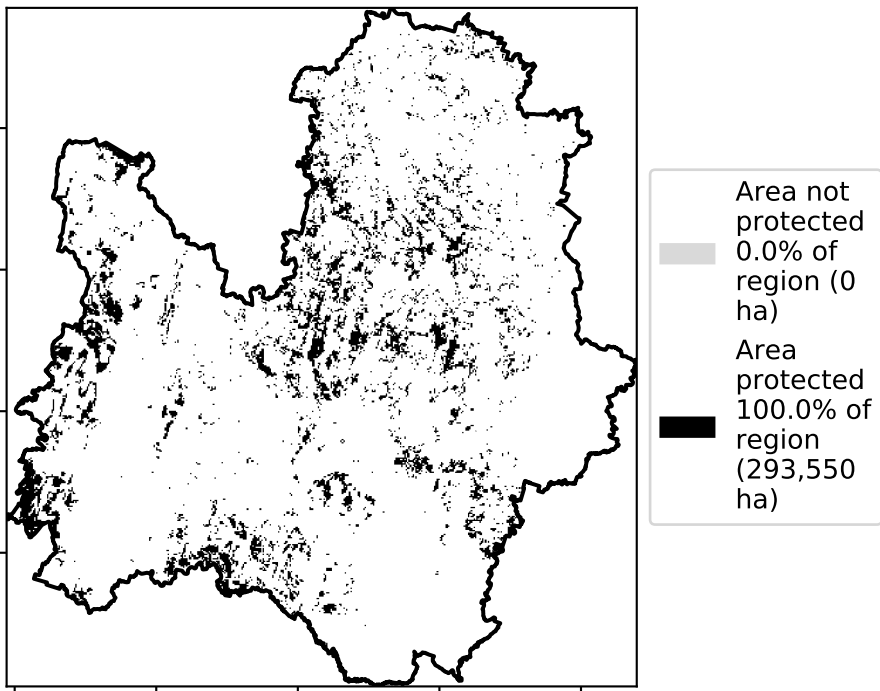 Area not
protected
0.0% of
region (0
ha)
Area
protected
100.0% of
region
(293,550
ha)